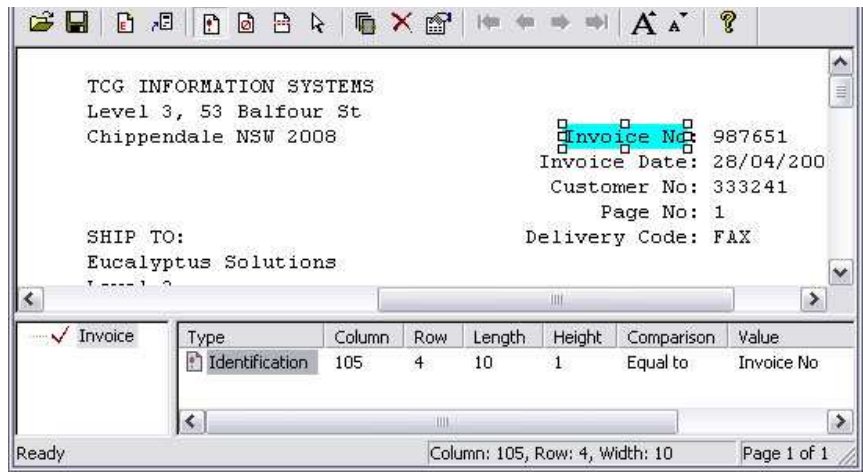 TCG INFORMATION SYSTEMS
Level 3, 53 Balfour St
Chippendale NSW 2008
Invoice No: 987651
Invoice Date: 28/04/200
Customer No: 333241
Page No: 1
SHIP TO:
Delivery Code: FAX
Eucalyptus Solutions
Invoice
Type Column Row Length Height Comparison Value
Identification 105 4 10 1 Equal to Invoice No
Ready Column: 105, Row: 4, Width: 10 Page 1 of 1